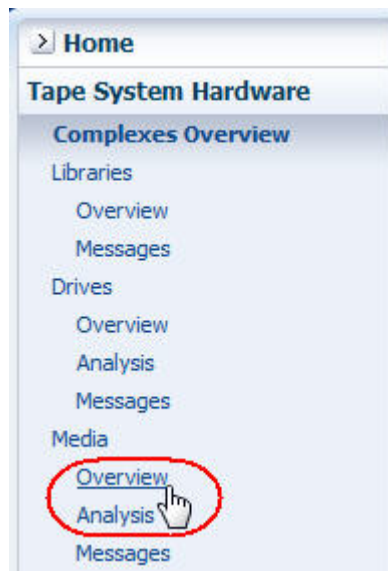 Home
Tape System Hardware
Complexes Overview
Libraries
Overview
Messages
Drives
Overview
Analysis
Messages
Media
Overview
Analysis
Messages